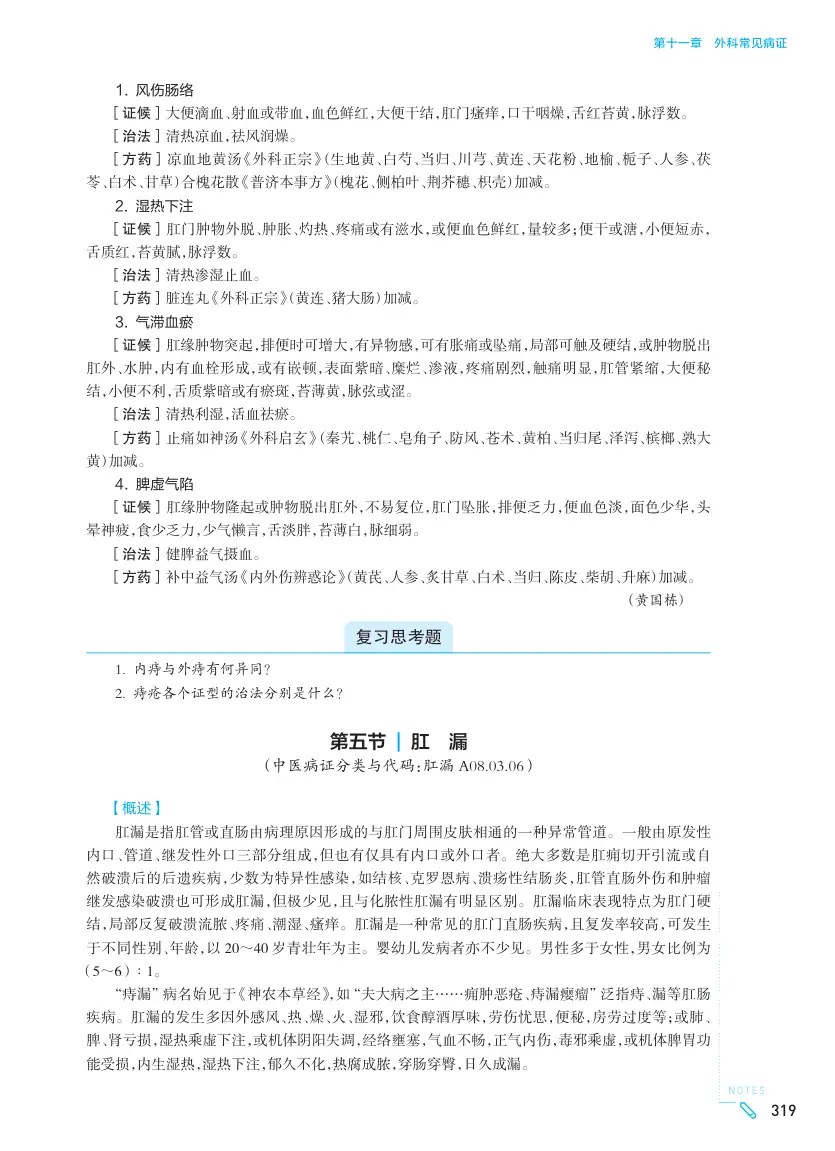 第十一章 外科常见病证
1. 风伤肠络
［证候］大便滴血、射血或带血,血色鲜红,大便干结,肛门瘙痒,口干咽燥,舌红苔黄,脉浮数。
［治法］清热凉血,祛风润燥。
［方药］凉血地黄汤《外科正宗》(生地黄、白芍、当归、川芎、黄连、天花粉、地榆、栀子、人参、茯
苓、白术、甘草)合槐花散《普济本事方》(槐花、侧柏叶、荆芥穗、枳壳)加减。
2. 湿热下注
［证候］肛门肿物外脱、肿胀、灼热、疼痛或有滋水,或便血色鲜红,量较多;便干或溏,小便短赤,
舌质红,苔黄腻,脉浮数。
［治法］清热渗湿止血。
［方药］脏连丸《外科正宗》(黄连、猪大肠)加减。
3. 气滞血瘀
［证候］肛缘肿物突起,排便时可增大,有异物感,可有胀痛或坠痛,局部可触及硬结,或肿物脱出
肛外、水肿,内有血栓形成,或有嵌顿,表面紫暗、糜烂、渗液,疼痛剧烈,触痛明显,肛管紧缩,大便秘
结,小便不利,舌质紫暗或有瘀斑,苔薄黄,脉弦或涩。
［治法］清热利湿,活血祛瘀。
［方药］止痛如神汤《外科启玄》(秦艽、桃仁、皂角子、防风、苍术、黄柏、当归尾、泽泻、槟榔、熟大
黄)加减。
4. 脾虚气陷
［证候］肛缘肿物隆起或肿物脱出肛外,不易复位,肛门坠胀,排便乏力,便血色淡,面色少华,头
晕神疲,食少乏力,少气懒言,舌淡胖,苔薄白,脉细弱。
［治法］健脾益气摄血。
［方药］补中益气汤《内外伤辨惑论》(黄芪、人参、炙甘草、白术、当归、陈皮、柴胡、升麻)加减。
(黄国栋)
复习思考题
1. 内痔与外痔有何异同?
2. 痔疮各个证型的治法分别是什么?
第五节 肛 漏
(中医病证分类与代码:肛漏 A08.03.06)
【概述】
肛漏是指肛管或直肠由病理原因形成的与肛门周围皮肤相通的一种异常管道。一般由原发性
内口、管道、继发性外口三部分组成,但也有仅具有内口或外口者。绝大多数是肛痈切开引流或自
然破溃后的后遗疾病,少数为特异性感染,如结核、克罗恩病、溃疡性结肠炎,肛管直肠外伤和肿瘤
继发感染破溃也可形成肛漏,但极少见,且与化脓性肛漏有明显区别。肛漏临床表现特点为肛门硬
结,局部反复破溃流脓、疼痛、潮湿、瘙痒。肛漏是一种常见的肛门直肠疾病,且复发率较高,可发生
于不同性别、年龄,以 20～40 岁青壮年为主。婴幼儿发病者亦不少见。男性多于女性,男女比例为
(5～6)∶1。
“痔漏”病名始见于《神农本草经》,如“夫大病之主……痈肿恶疮、痔漏瘿瘤”泛指痔、漏等肛肠
疾病。肛漏的发生多因外感风、热、燥、火、湿邪,饮食醇酒厚味,劳伤忧思,便秘,房劳过度等;或肺、
脾、肾亏损,湿热乘虚下注,或机体阴阳失调,经络壅塞,气血不畅,正气内伤,毒邪乘虚,或机体脾胃功
能受损,内生湿热,湿热下注,郁久不化,热腐成脓,穿肠穿臀,日久成漏。
NOTES
319